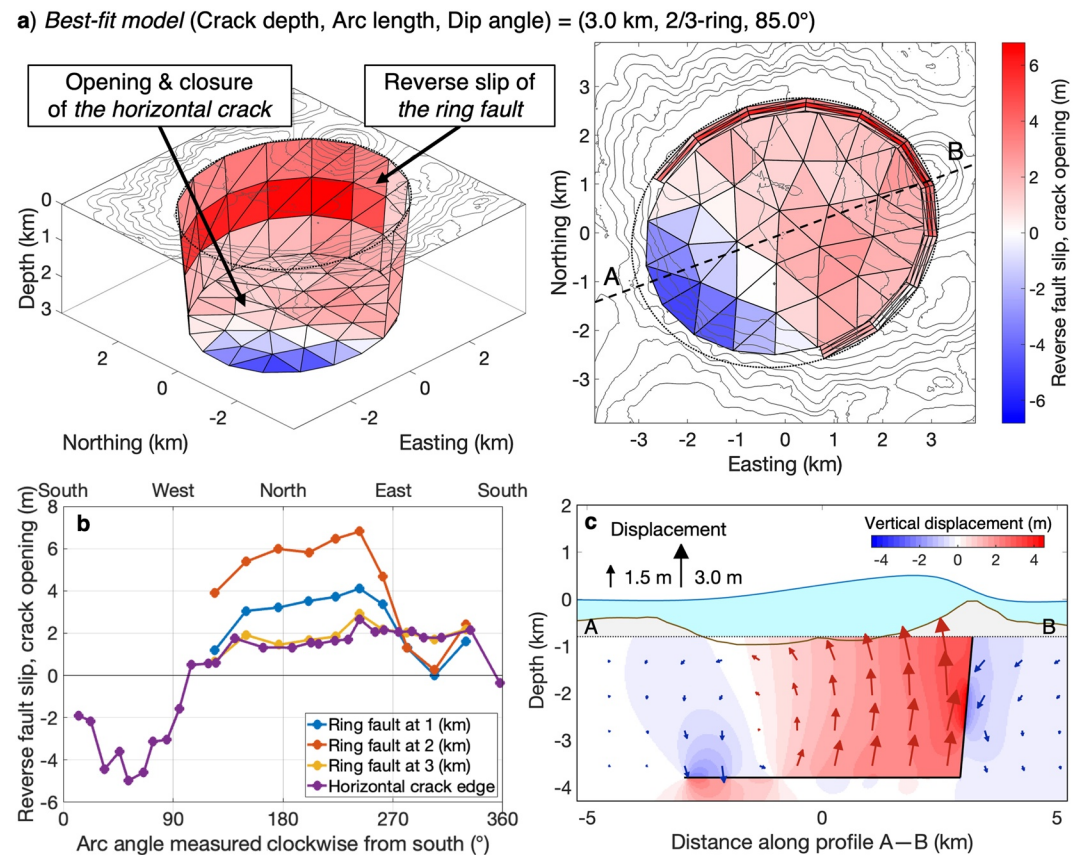 a) Best-fit model (Crack depth, Arc length, Dip angle) = (3.0 km, 2/3-ring, 85.0°)
Opening & closure
of the horizontal crack
Reverse slip of
the ring fault
0
1
2
3
Depth (km)
2
0
-2
Northing (km)
-2
0
2
Easting (km)
3
2
1
0
-1
-2
-3
Northing (km)
A
B
-3
-2
-1
0
1
2
3
Easting (km)
6
4
2
0
-2
-4
-6
Reverse fault slip, crack opening (m)
South
West
North
East
South
b
8
6
4
2
0
-2
-4
-6
Reverse fault slip, crack opening (m)
Ring fault at 1 (km)
Ring fault at 2 (km)
Ring fault at 3 (km)
Horizontal crack edge
0
90
180
270
360
Arc angle measured clockwise from south (°)
c
Displacement
1.5 m
3.0 m
Vertical displacement (m)
-4
-2
0
2
4
2
1
0
-1
-2
-3
-4
Depth (km)
A
B
-5
0
5
Distance along profile A—B (km)